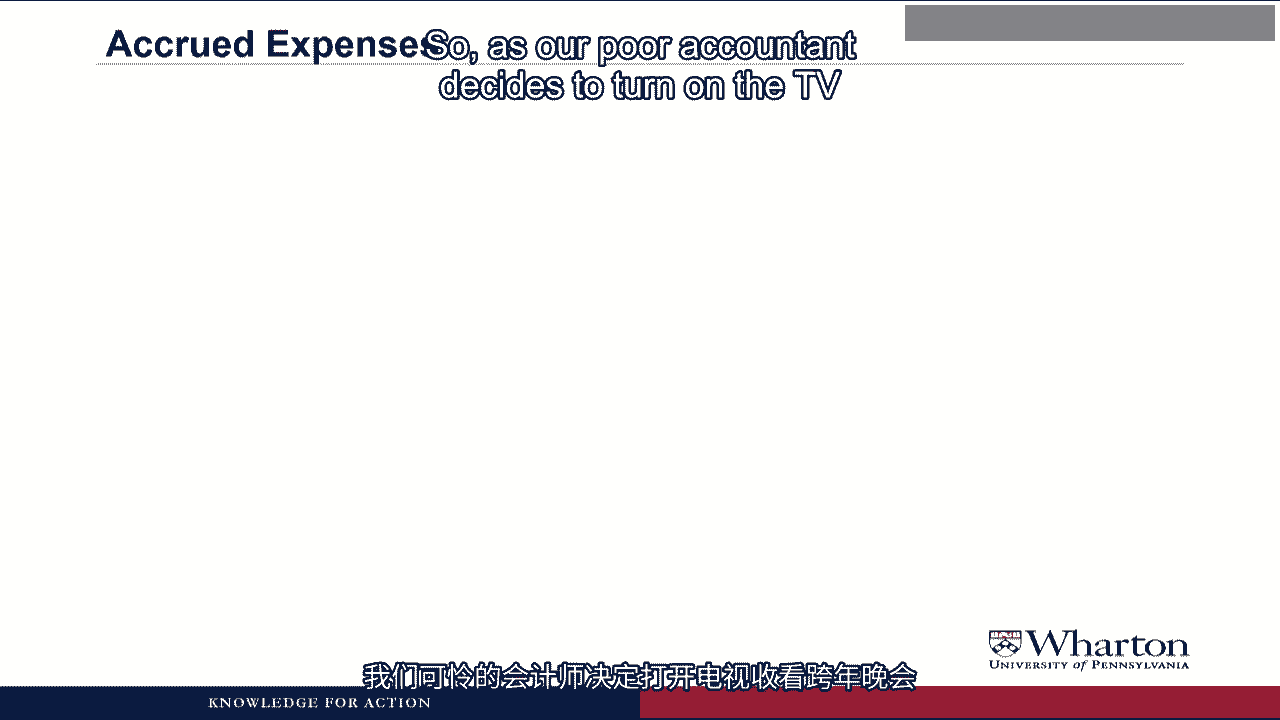 Accrued Expenses
So, as our poor accountant
decides to turn on the TV
Wharton
UNIVERSITY of PENNSYLVANIA
我们可怜的会计师决定打开电视收看跨年晚会
KNOWLEDGE FOR ACTION